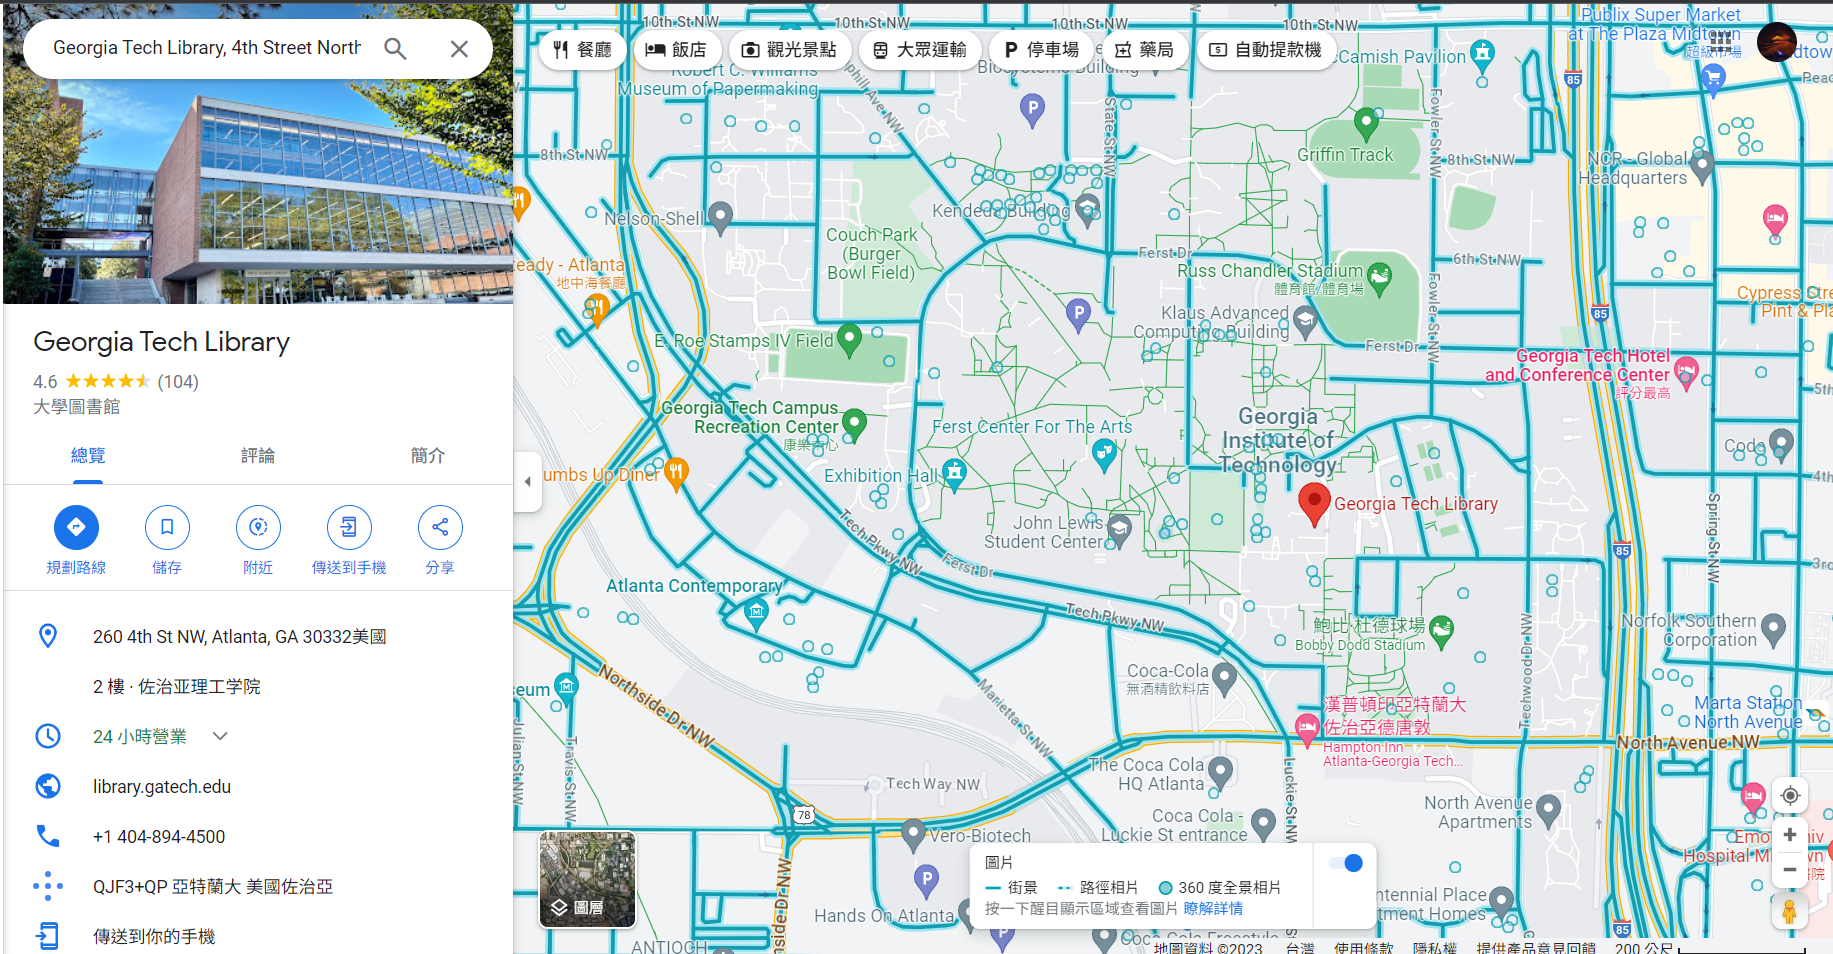 Georgia Tech Library, 4th Street North
Georgia Tech Library
4.6
(104)
大學圖書館
總覽
評論
簡介
規劃路線
儲存
附近
傳送到手機
分享
260 4th St NW, Atlanta, GA 30332美國
2 樓 · 佐治亚理工学院
24 小時營業
library.gatech.edu
+1 404-894-4500
QJF3+QP 亞特蘭大 美國佐治亞
傳送到你的手機
餐廳
飯店
觀光景點
大眾運輸
停車場
藥局
自動提款機
10th St NW
10th St NW
10th St NW
10th St NW
Publix Super Market
at The Plaza Midtown
超級市場
Robert C. Williams
Museum of Papermaking
Biosystems Building
McCamish Pavilion
State St NW
Fowler St NW
85
Griffin Track
8th St NW
8th St NW
NCR - Global
Headquarters
Nelson-Shell
Kendeda Building
Couch Park
(Burger
Bowl Field)
eady - Atlanta
地中海餐廳
Ferst Dr
6th St NW
Russ Chandler Stadium
體育館/體育場
Fowler St NW
Cypress Stre
Pint & Pla
85
Klaus Advanced
Computing Building
E. Roe Stamps IV Field
Ferst Dr
Georgia Tech Hotel
and Conference Center
評分最高
5th
Georgia Tech Campus
Recreation Center
康樂中心
Ferst Center For The Arts
Georgia
Institute of
Technology
Coda
umbs Up Diner
Exhibition Hall
4th
Georgia Tech Library
John Lewis
Student Center
Tech Pkwy NW
Ferst Dr
Spring St NW
85
3rd
Atlanta Contemporary
Tech Pkwy NW
鮑比·杜德球場
Bobby Dodd Stadium
Techwood Dr NW
Norfolk Southern
Corporation
Coca-Cola
無酒精飲料店
seum
Northside Dr NW
Marietta St NW
漢普頓印亞特蘭大
佐治亞德唐敦
Hampton Inn
Atlanta-Georgia Tech...
Marta Station
North Avenue
North Avenue NW
Julian St NW
Travis St NW
The Coca Cola
HQ Atlanta
Luckie St NW
Tech Way NW
78
Coca Cola -
Luckie St entrance
North Avenue
Apartments
Vero-Biotech
Hands On Atlanta
ANTIOCH
圖層
圖片
街景
路徑相片
360 度全景相片
按一下醒目顯示區域查看圖片 瞭解詳情
ntennial Place
tment Homes
85
地圖資料 ©2023
台灣
使用條款
隱私權
提供產品意見回饋
200 公尺